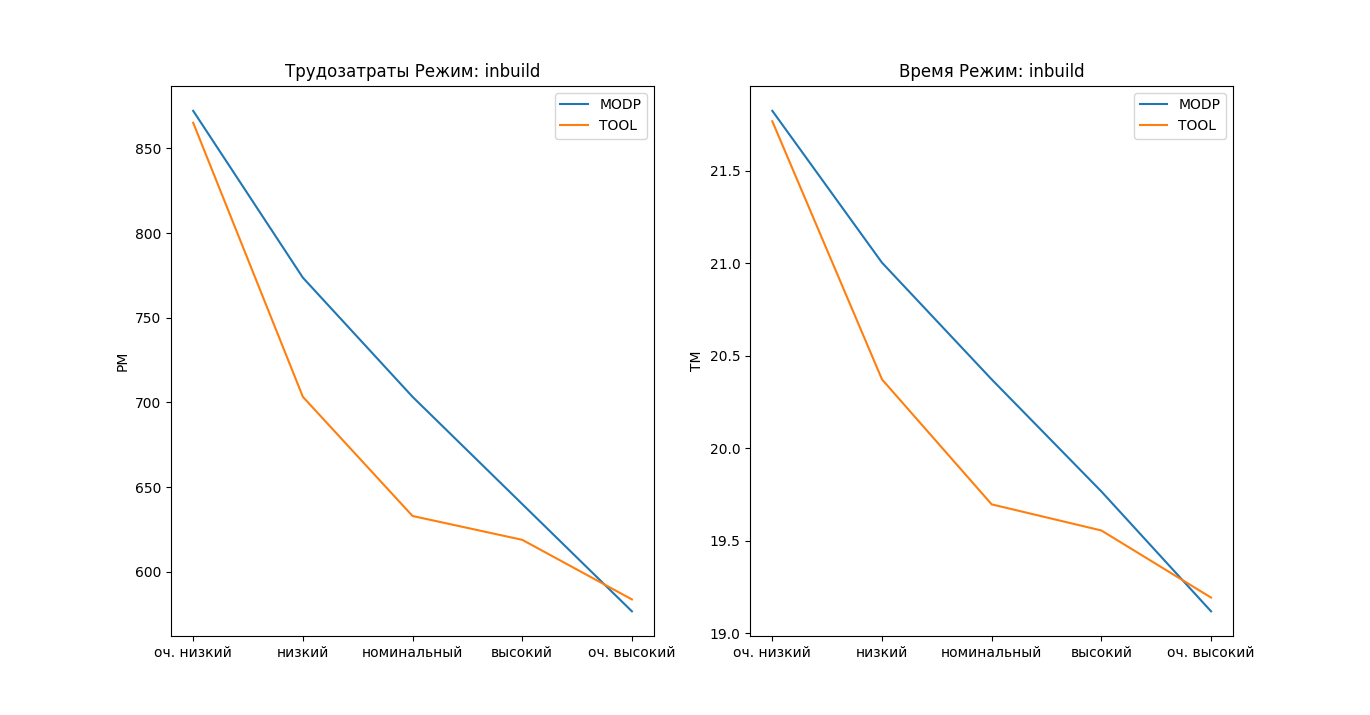 Трудозатраты Режим: inbuild
MODP
TOOL
850
800
750
700
650
600
PM
оч. низкий
низкий
номинальный
высокий
оч. высокий
Время Режим: inbuild
MODP
TOOL
21.5
21.0
20.5
20.0
19.5
19.0
TM
оч. низкий
низкий
номинальный
высокий
оч. высокий